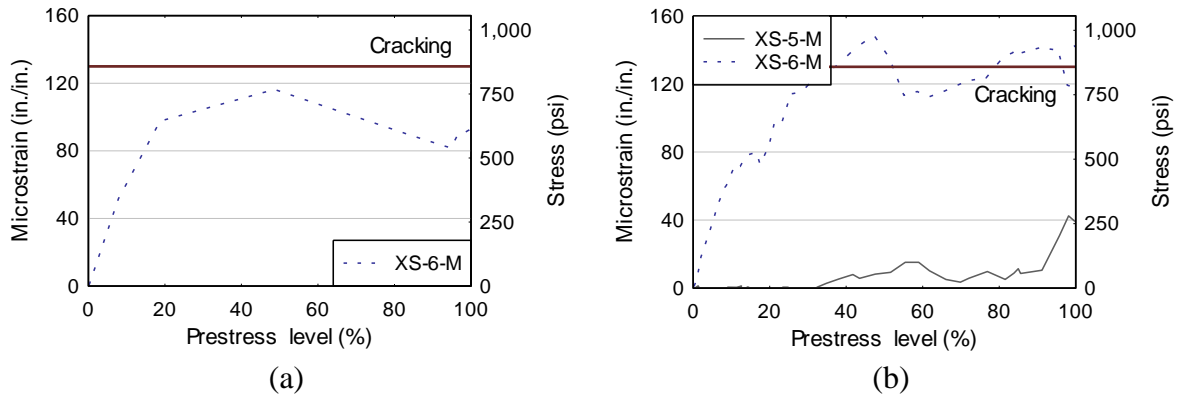 160
120
80
40
0
Microstrain (in./in.)
Cracking
XS-6-M
1,000
750
500
250
0
Stress (psi)
0 20 40 60 80 100
Prestress level (%)
(a)
160
120
80
40
0
Microstrain (in./in.)
XS-5-M
XS-6-M
Cracking
1,000
750
500
250
0
Stress (psi)
0 20 40 60 80 100
Prestress level (%)
(b)